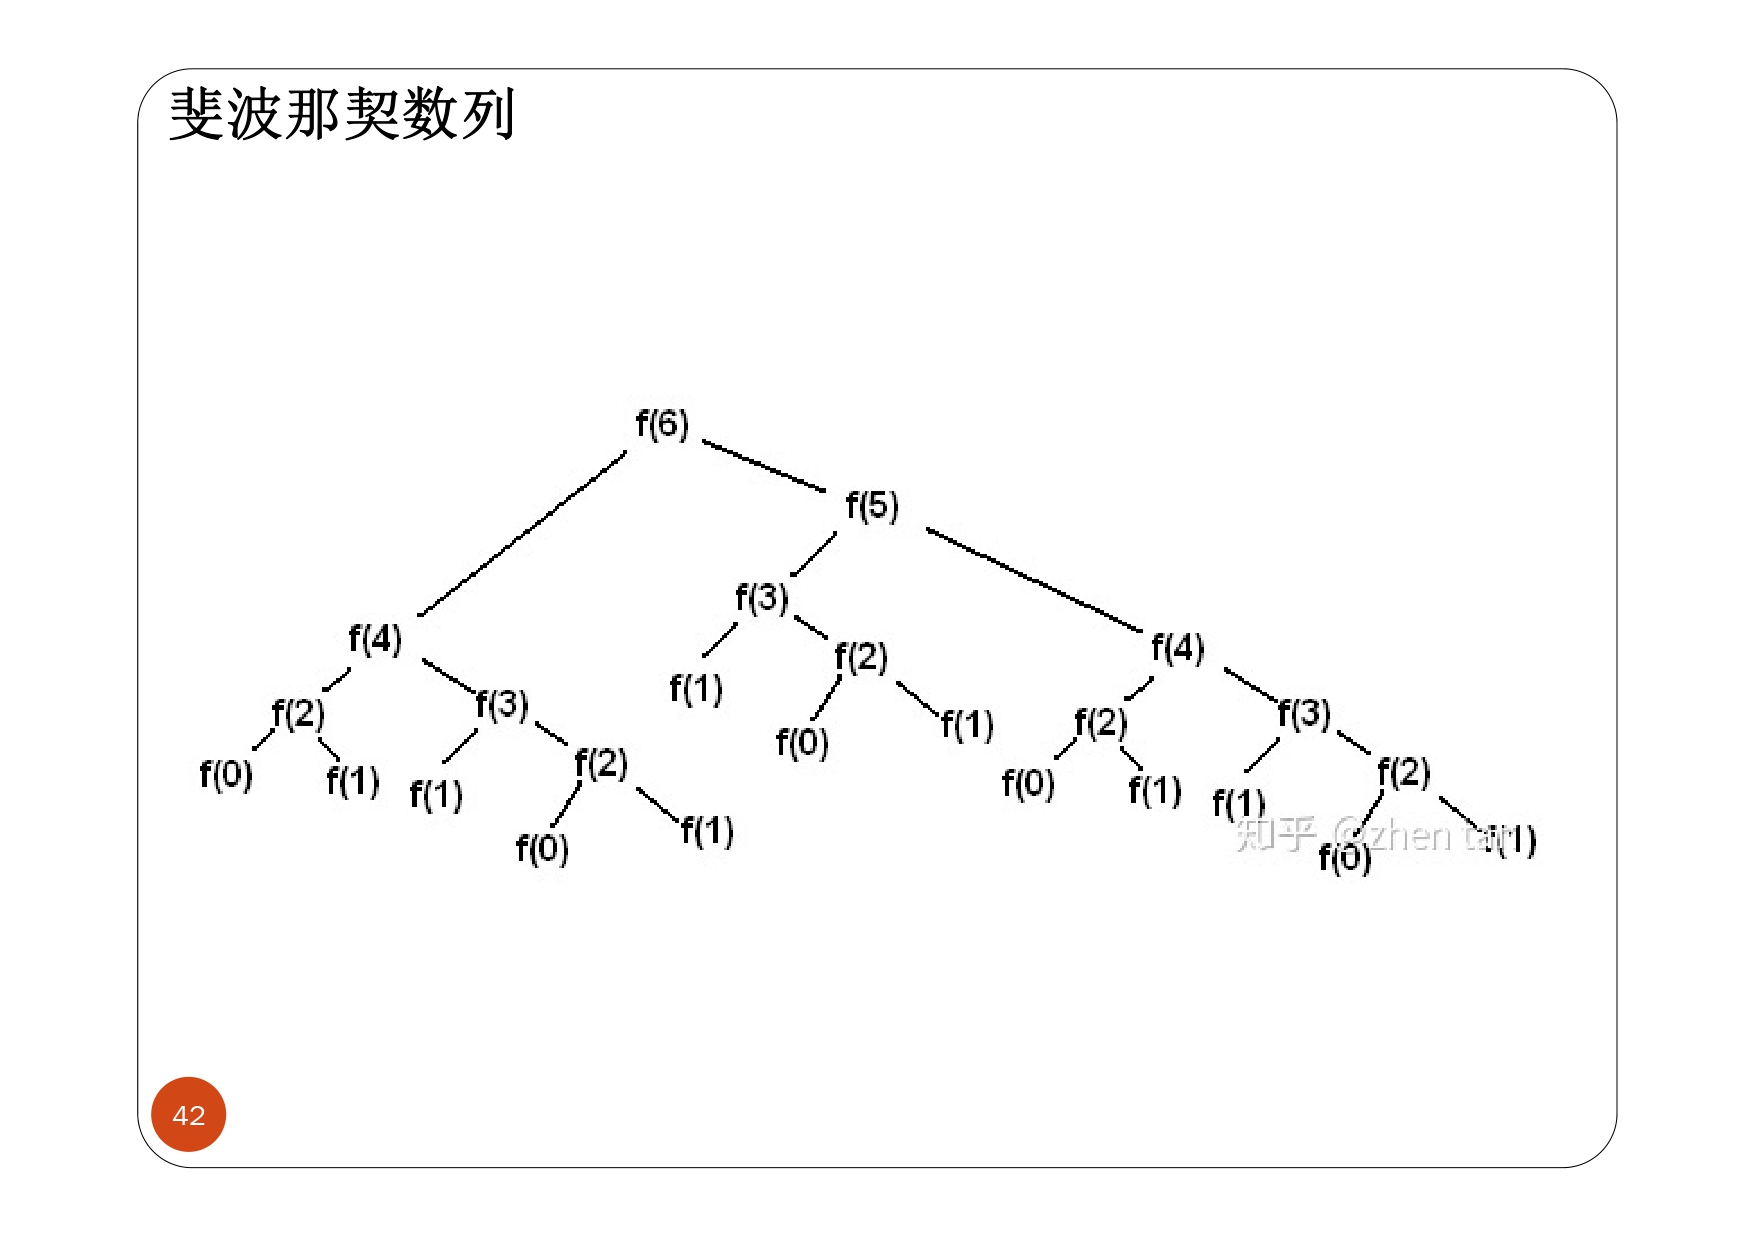 斐波那契数列
f(6)
f(5)
f(3)
f(4) f(4)
f(2)
f(1)
f(2) f(3) f(2) f(3)
f(0) f(1)
f(0) f(1) f(1) f(2) f(0) f(1) f(1) f(2)
f(0) f(1) f(0) f(1)
知乎 @zhen tan
42